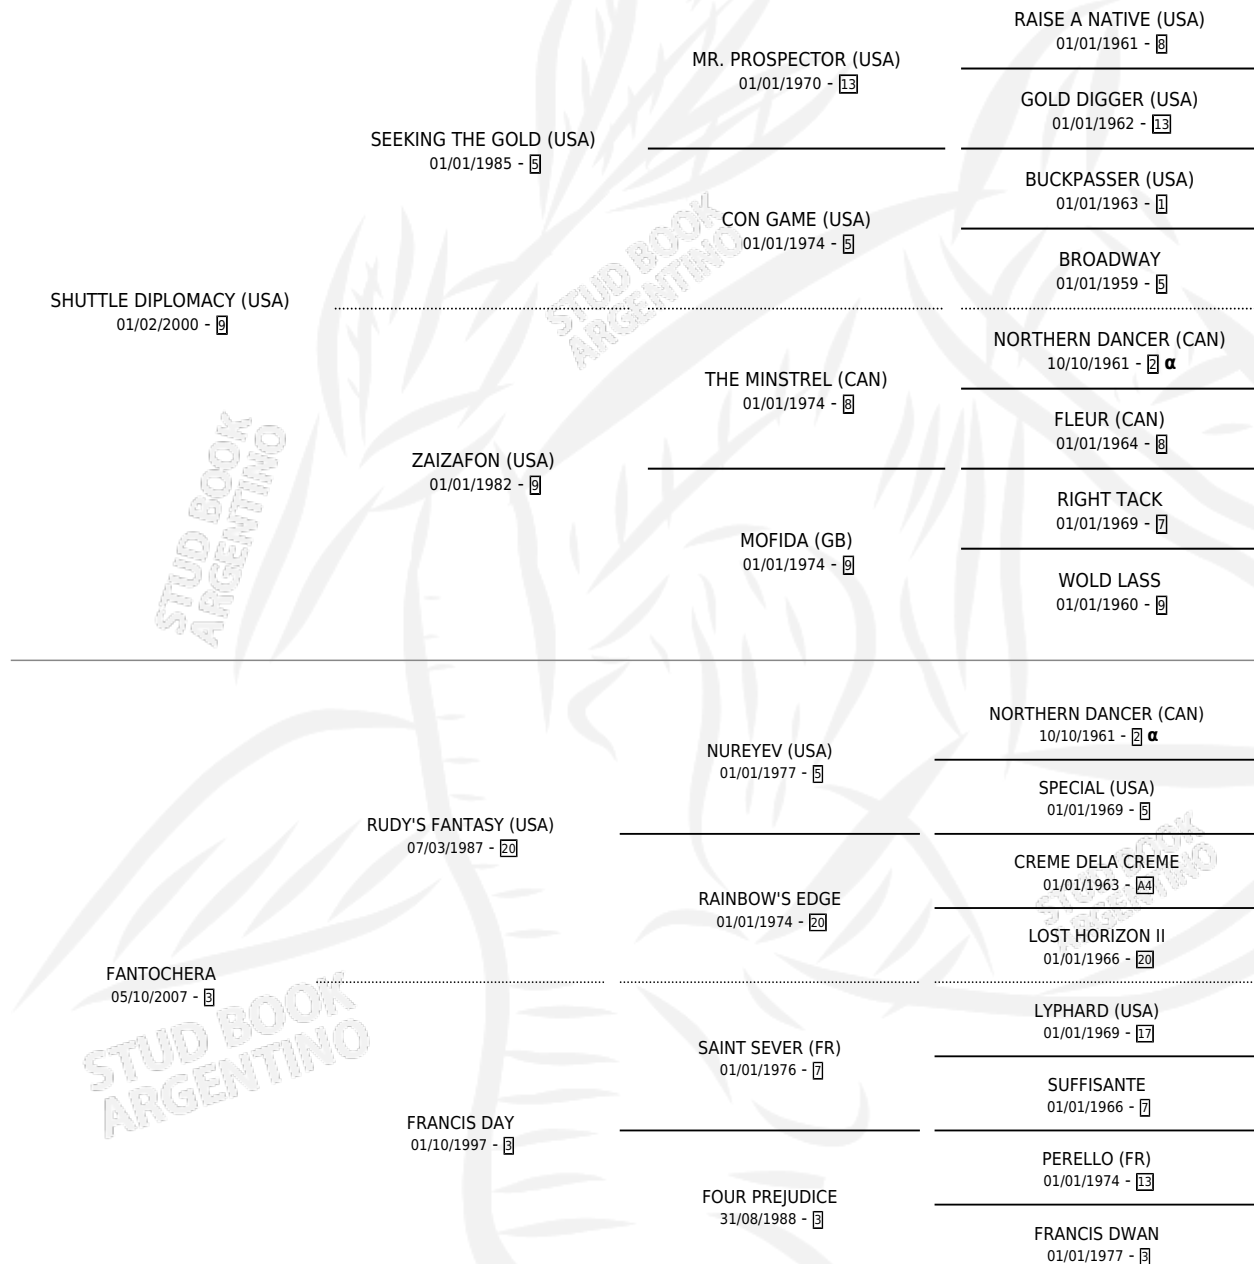 RAISE A NATIVE (USA)
01/01/1961 - 8
MR. PROSPECTOR (USA)
01/01/1970 - 13
GOLD DIGGER (USA)
01/01/1962 - 13
SEEKING THE GOLD (USA)
01/01/1985 - 5
BUCKPASSER (USA)
01/01/1963 - 1
CON GAME (USA)
01/01/1974 - 5
BROADWAY
01/01/1959 - 5
SHUTTLE DIPLOMACY (USA)
01/02/2000 - 9
NORTHERN DANCER (CAN)
10/10/1961 - 2 α
THE MINSTREL (CAN)
01/01/1974 - 8
FLEUR (CAN)
01/01/1964 - 8
ZAIZAFON (USA)
01/01/1982 - 9
RIGHT TACK
01/01/1969 - 7
MOFIDA (GB)
01/01/1974 - 9
WOLD LASS
01/01/1960 - 9
NORTHERN DANCER (CAN)
10/10/1961 - 2 α
NUREYEV (USA)
01/01/1977 - 5
SPECIAL (USA)
01/01/1969 - 5
RUDY'S FANTASY (USA)
07/03/1987 - 20
CREME DELA CREME
01/01/1963 - A4
RAINBOW'S EDGE
01/01/1974 - 20
LOST HORIZON II
01/01/1966 - 20
FANTOCHERA
05/10/2007 - 3
LYPHARD (USA)
01/01/1969 - 17
SAINT SEVER (FR)
01/01/1976 - 7
SUFFISANTE
01/01/1966 - 7
FRANCIS DAY
01/10/1997 - 3
PERELLO (FR)
01/01/1974 - 13
FOUR PREJUDICE
31/08/1988 - 3
FRANCIS DWAN
01/01/1977 - 3
STUD BOOK
ARGENTINO
STUD BOOK
ARGENTINO
STUD BOOK
ARGENTINO
STUD BOOK
ARGENTINO